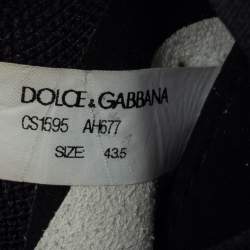 DOLCE & GABBANA
CS1595 AH677
SIZE: 43.5